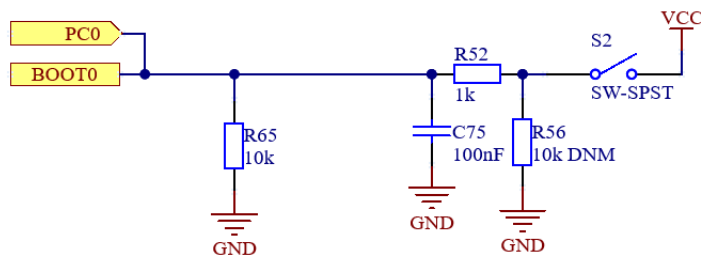 PC0
BOOT0
R65
10k
GND
R52
1k
C75
100nF
GND
R56
10k DNM
GND
S2
SW-SPST
VCC